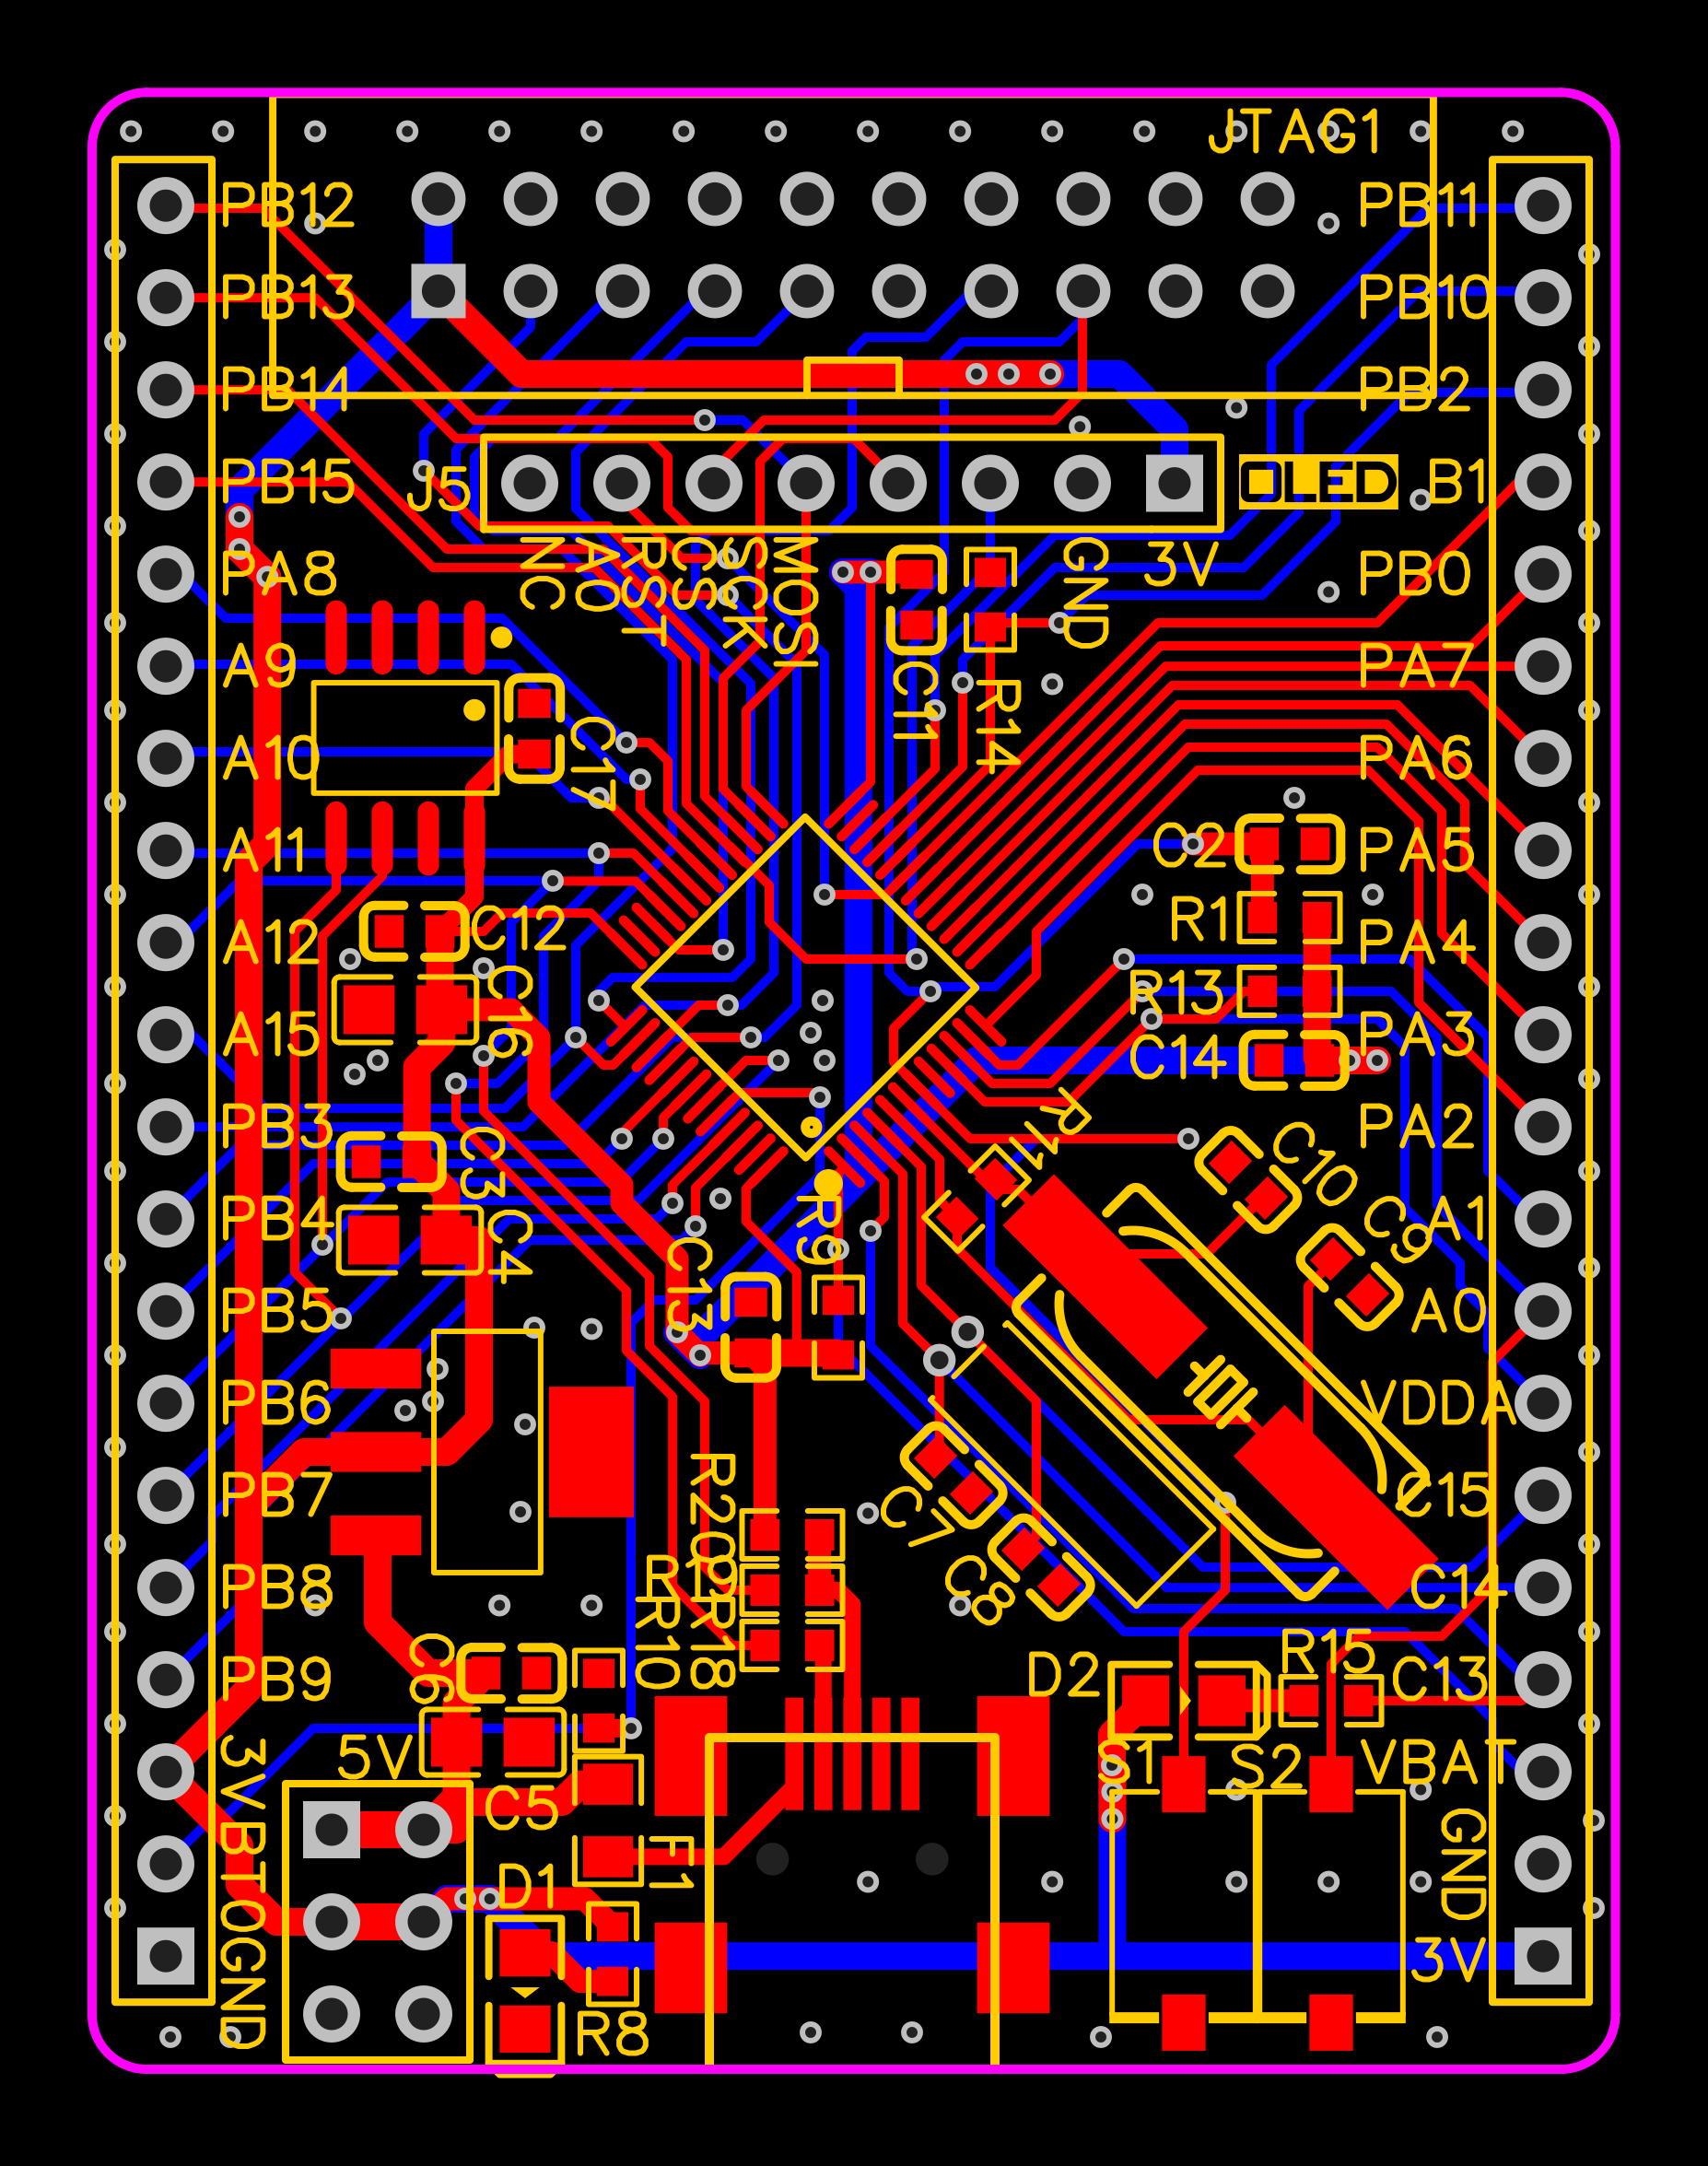 JTAG1
PB12
PB11
PB13
PB10
PB14
PB2
J5
OLED
PB15
B1
NC
AO
RST
CS
SCK
MOSI
GND
3V
PA8
PB0
A9
PA7
C11
R14
A10
C17
PA6
A11
C2
PA5
A12
C12
R1
PA4
A15
C16
R13
PA3
C14
PB3
C3
R11
C10
PA2
PB4
C4
R9
C9
A1
PB5
C13
A0
PB6
VDDA
PB7
R20
C7
C15
PB8
R19
C8
C14
PB9
C6
R10
R18
D2
R15
C13
3V
5V
S1
S2
VBAT
C5
F1
GND
BT0
D1
GND
R8
3V